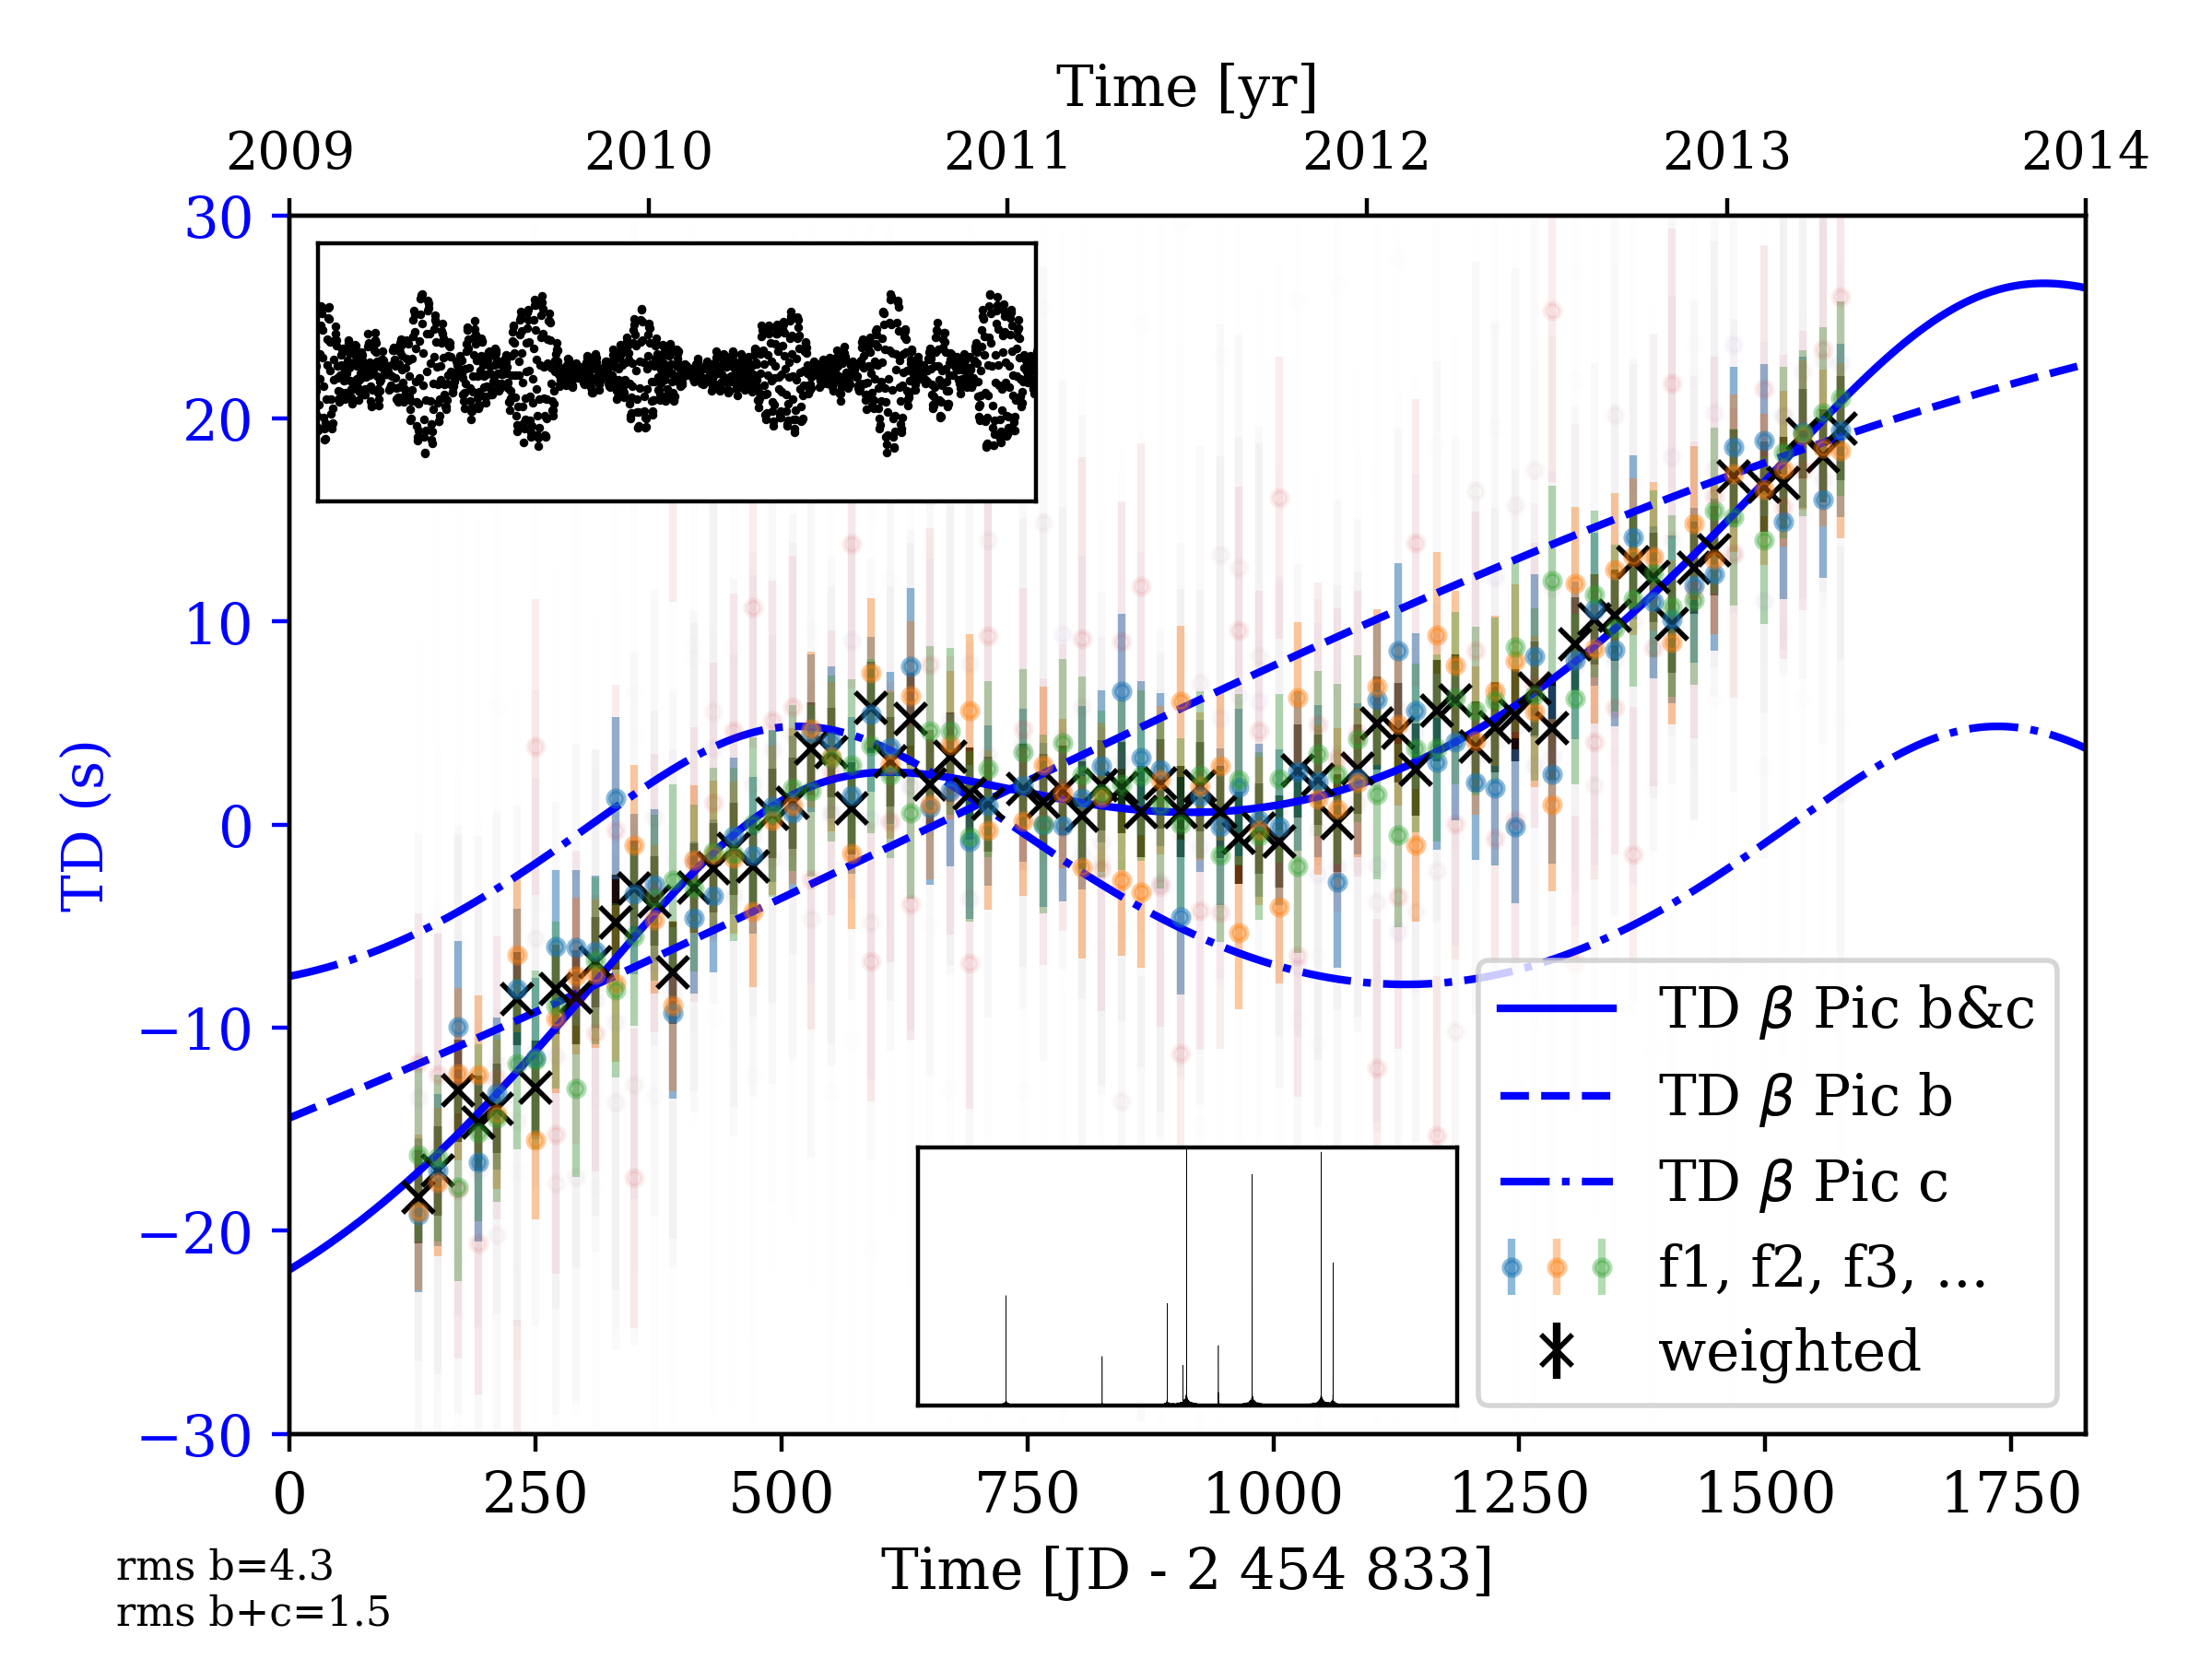 Time [yr]
2009 2010 2011 2012 2013 2014
30
20
10
0
−10
−20
−30
TD (s)
TD β Pic b&c
TD β Pic b
TD β Pic c
f1, f2, f3, ...
weighted
0 250 500 750 1000 1250 1500 1750
Time [JD - 2 454 833]
rms b=4.3
rms b+c=1.5